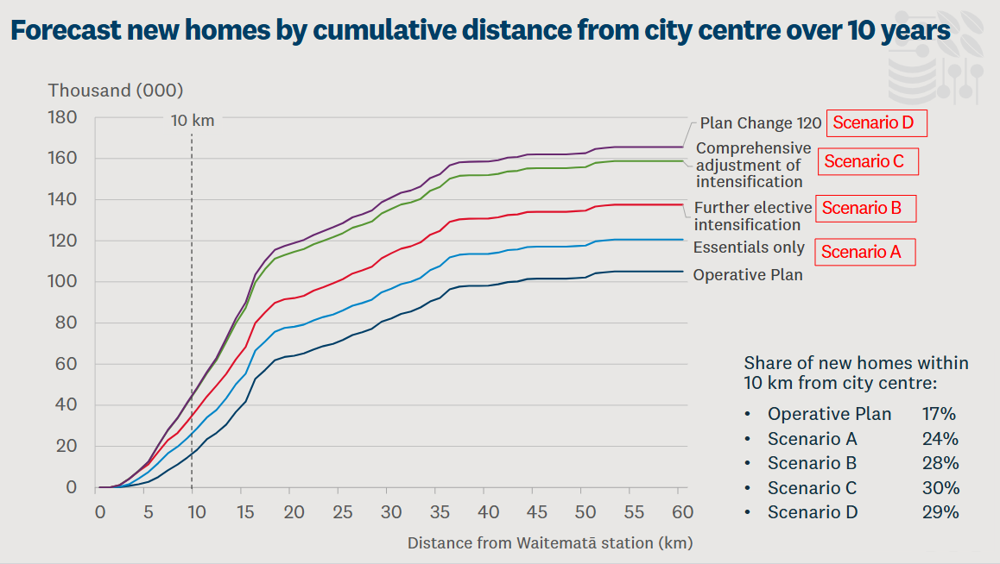 Forecast new homes by cumulative distance from city centre over 10 years
Thousand (000)
180
160
140
120
100
80
60
40
20
0
10 km
0 5 10 15 20 25 30 35 40 45 50 55 60
Distance from Waitematā station (km)
Plan Change 120 Scenario D
Comprehensive
adjustment of
intensification
Scenario C
Further elective
intensification
Scenario B
Essentials only Scenario A
Operative Plan
Share of new homes within
10 km from city centre:
• Operative Plan 17%
• Scenario A 24%
• Scenario B 28%
• Scenario C 30%
• Scenario D 29%